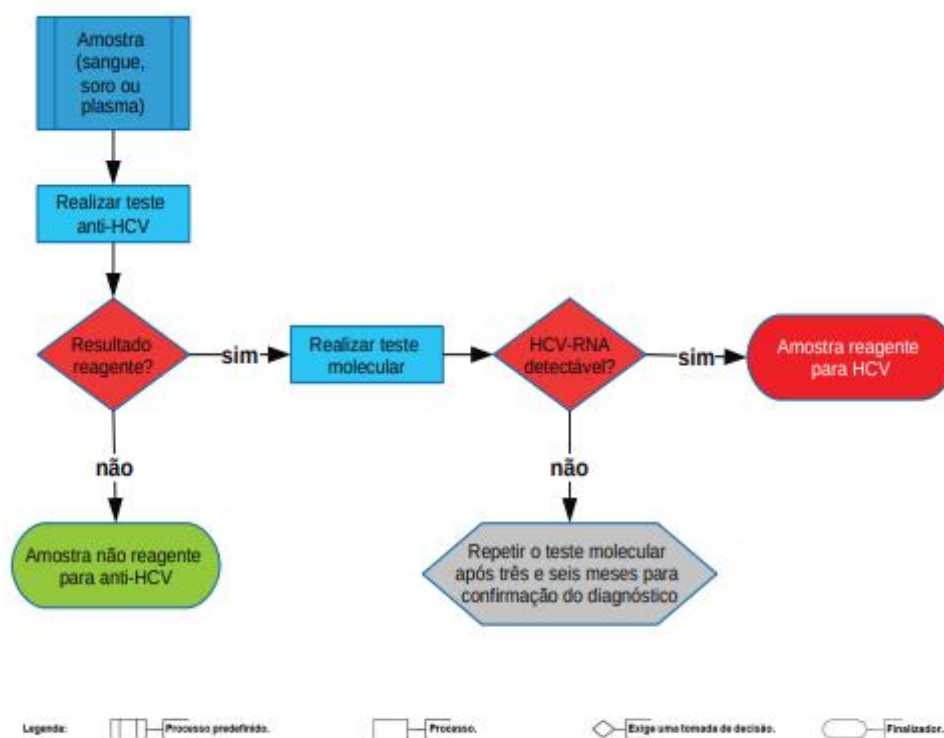 Amostra
(sangue,
soro ou
plasma)
Realizar teste
anti-HCV
Resultado
reagente?
sim
Realizar teste
molecular
HCV-RNA
detectável?
sim
Amostra reagente
para HCV
não
não
Amostra não reagente
para anti-HCV
Repetir o teste molecular
após três e seis meses para
confirmação do diagnóstico
Legenda:
Processo predefinido.
Processo.
Exige uma tomada de decisão.
Finalizador.